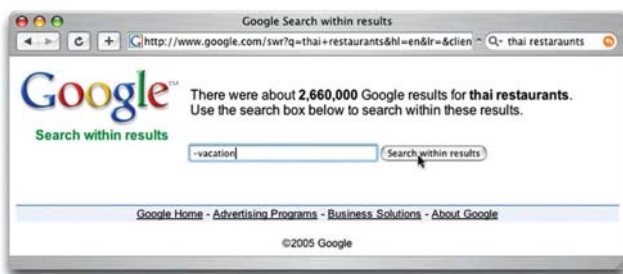 Google Search within results
http://www.google.com/swr?q=thai+restaurants&hl=en&lr=&clien
thai restaraunts
Google™
Search within results
There were about 2,660,000 Google results for thai restaurants.
Use the search box below to search within these results.
-vacation
Search within results
Google Home - Advertising Programs - Business Solutions - About Google
©2005 Google